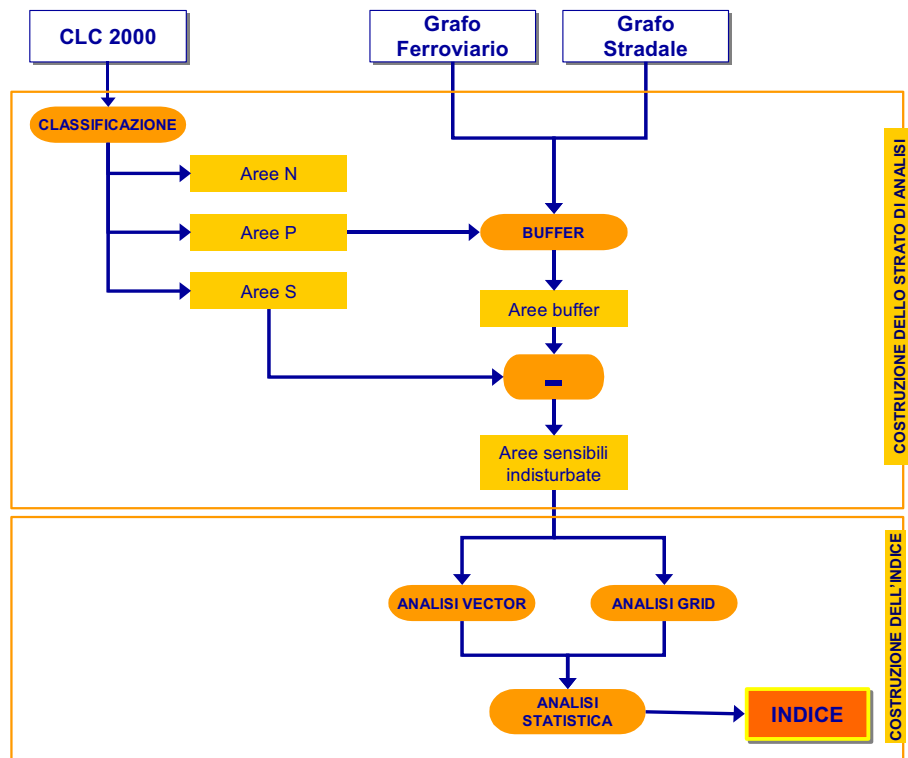 CLC 2000
Grafo
Ferroviario
Grafo
Stradale
CLASSIFICAZIONE
Aree N
Aree P
BUFFER
Aree S
Aree buffer
–
Aree sensibili
indisturbate
COSTRUZIONE DELLO STRATO DI ANALISI
ANALISI VECTOR
ANALISI GRID
ANALISI
STATISTICA
INDICE
COSTRUZIONE DELL'INDICE